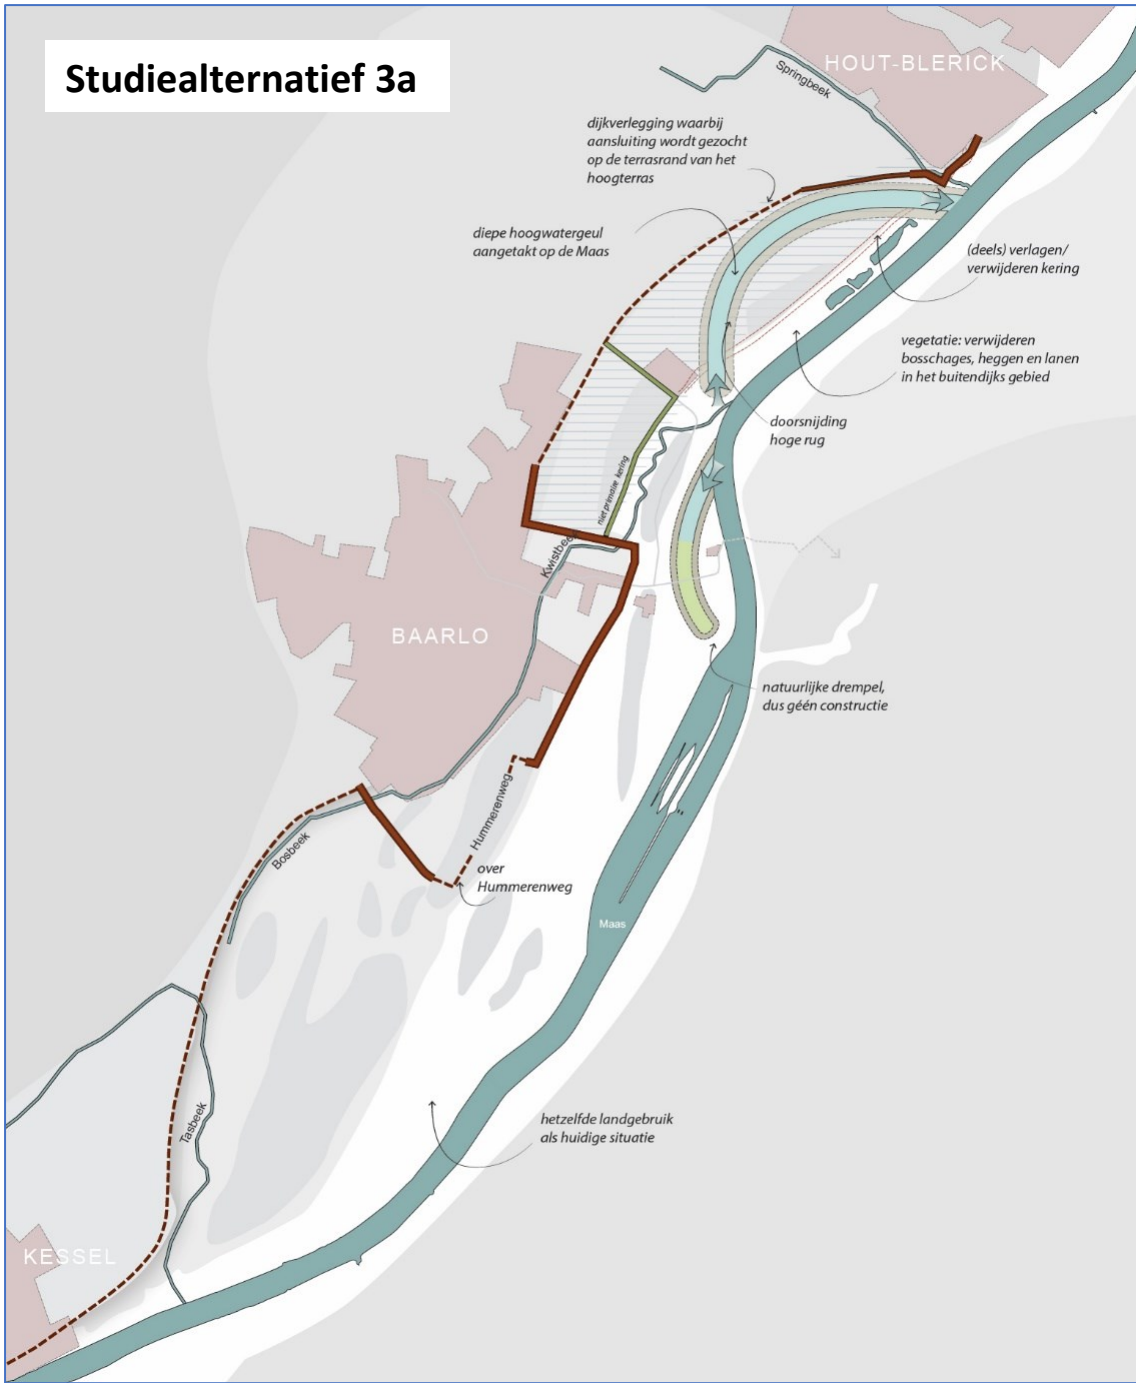 Studiealternatief 3a
HOUT-BLERICK
Springbeek
dijkverlegging waarbij
aansluiting wordt gezocht
op de terrasrand van het
hoogterras
diepe hoogwatergeul
aangetakt op de Maas
(deels) verlagen/
verwijderen kering
vegetatie: verwijderen
bosschages, heggen en lanen
in het buitendijks gebied
doorsnijding
hoge rug
niet primaire kering
Kwistbeek
BAARLO
natuurlijke drempel,
dus géén constructie
Hummerenweg
Bosbeek
over
Hummerenweg
Maas
Tasbeek
hetzelfde landgebruik
als huidige situatie
KESSEL